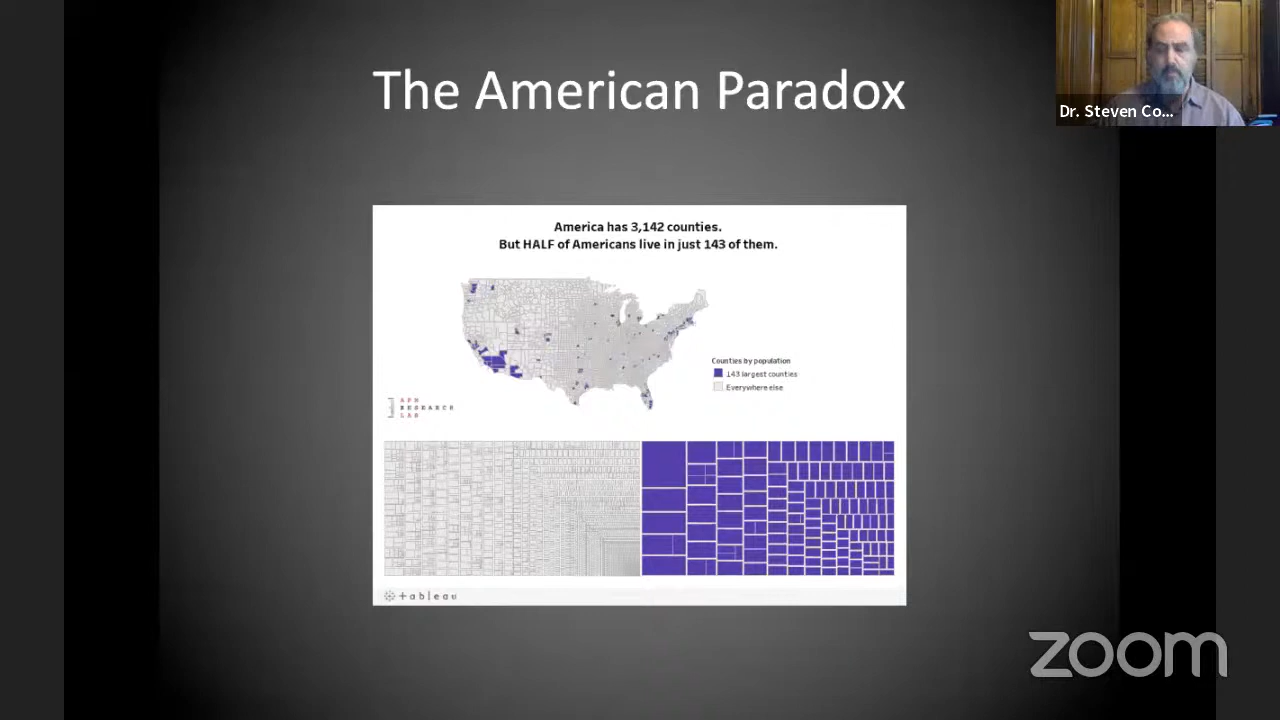 The American Paradox
Dr. Steven Co...
America has 3,142 counties.
But HALF of Americans live in just 143 of them.
Counties by population
143 largest counties
Everywhere else
APM
RESEARCH
LAB
+ableau
zoom